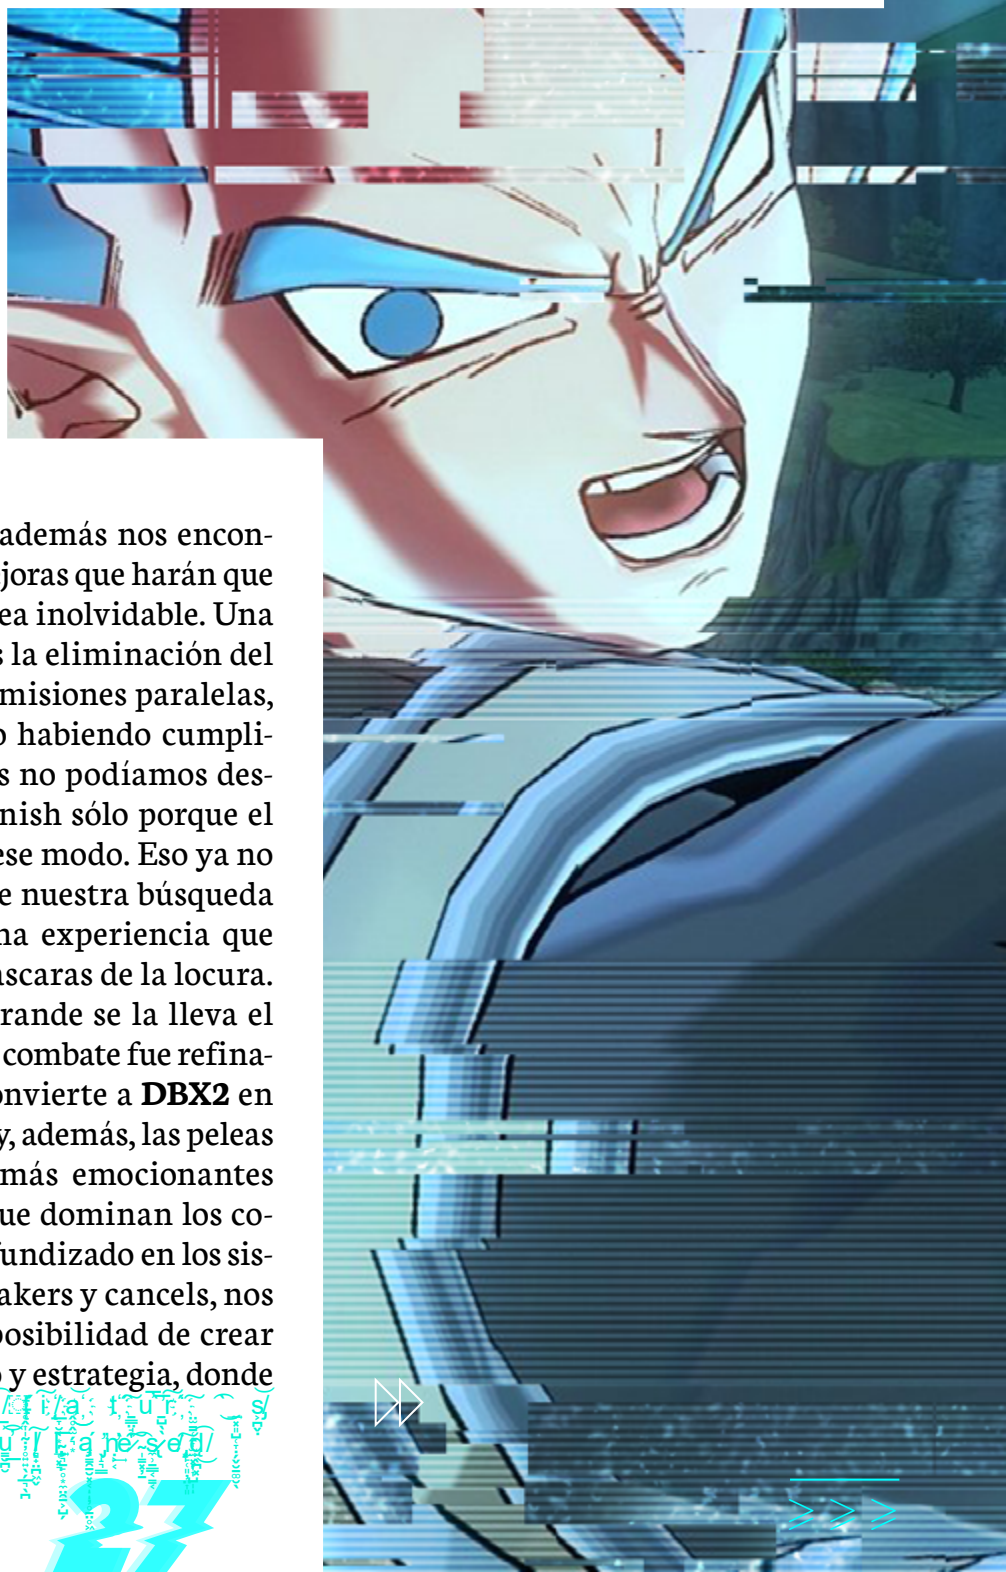 además nos encon-
joras que harán que
ea inolvidable. Una
s la eliminación del
misiones paralelas,
o habiendo cumpli-
s no podíamos des-
nish sólo porque el
ese modo. Eso ya no
e nuestra búsqueda
na experiencia que
áscaras de la locura.
rande se la lleva el
combate fue refina-
onvierte a DBX2 en
y, además, las peleas
más emocionantes
ue dominan los co-
fundizado en los sis-
akers y cancels, nos
posibilidad de crear
o y estrategia, donde
27
>>>